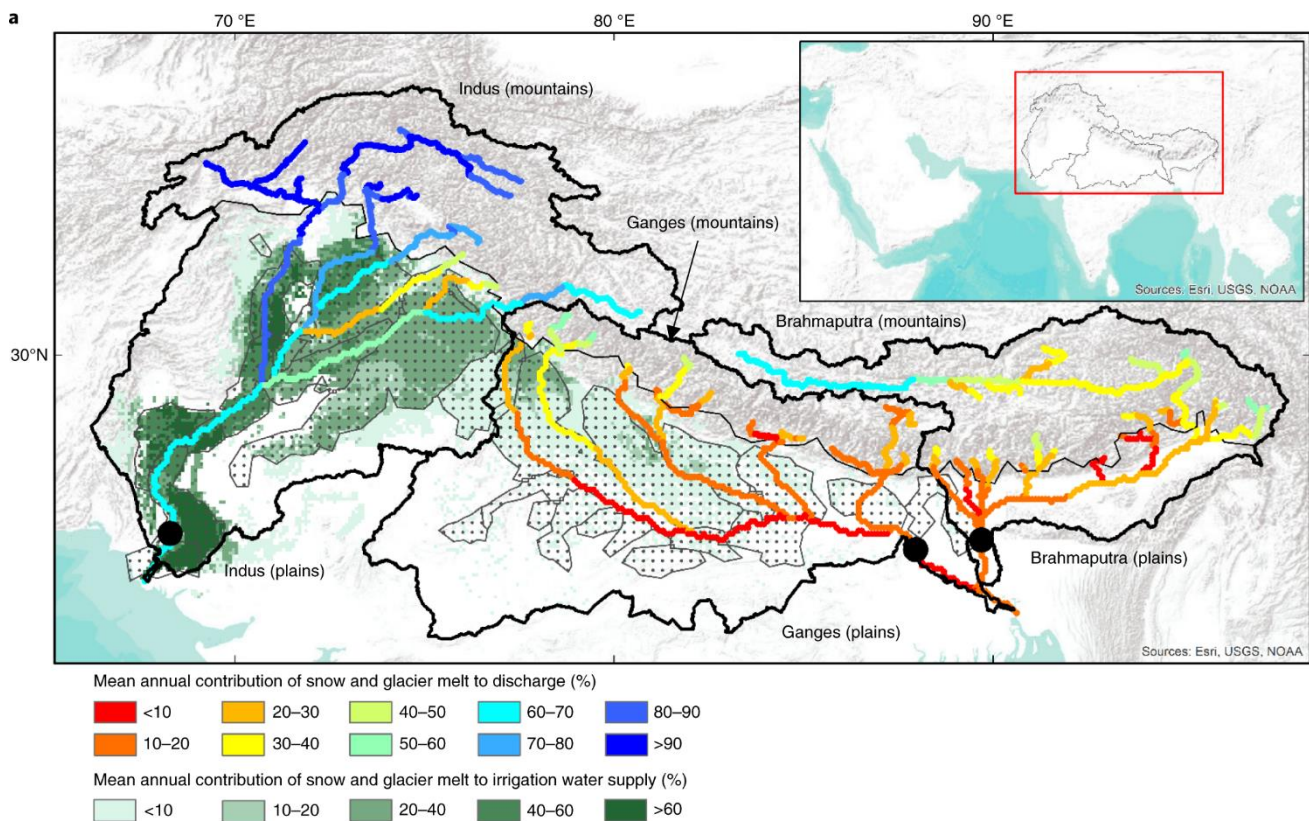 a
70 °E
80 °E
90 °E
Indus (mountains)
Ganges (mountains)
Sources: Esri, USGS, NOAA
Brahmaputra (mountains)
30°N
Indus (plains)
Brahmaputra (plains)
Ganges (plains)
Sources: Esri, USGS, NOAA
Mean annual contribution of snow and glacier melt to discharge (%)
<10 20–30 40–50 60–70 80–90
10–20 30–40 50–60 70–80 >90
Mean annual contribution of snow and glacier melt to irrigation water supply (%)
<10 10–20 20–40 40–60 >60